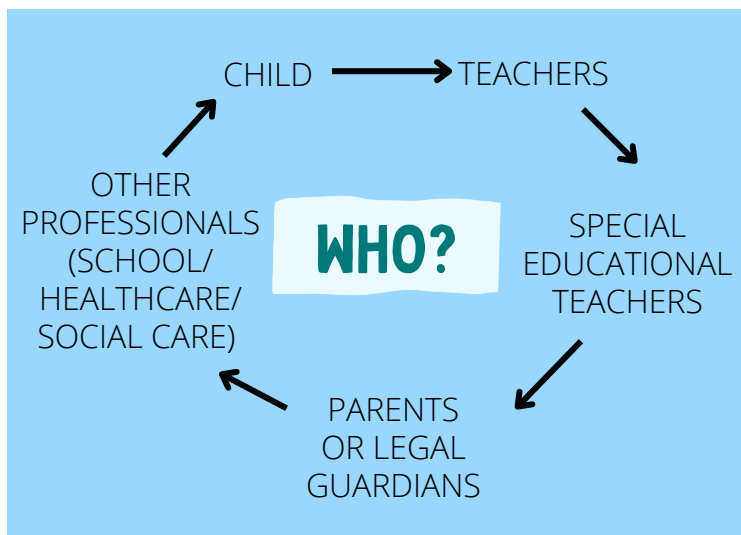 CHILD
TEACHERS
SPECIAL
EDUCATIONAL
TEACHERS
PARENTS
OR LEGAL
GUARDIANS
OTHER
PROFESSIONALS
(SCHOOL/
HEALTHCARE/
SOCIAL CARE)
WHO?